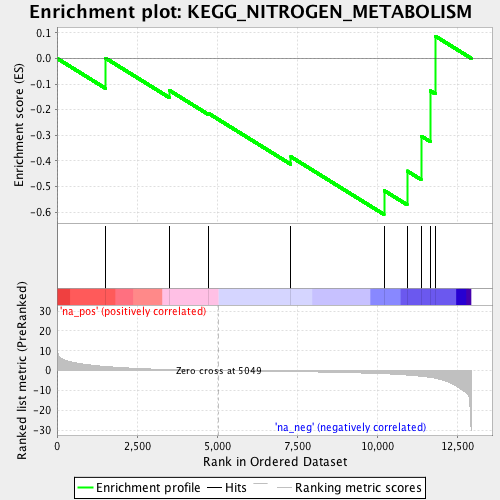 Enrichment plot: KEGG_NITROGEN_METABOLISM
Enrichment score (ES)
0.1
0.0
-0.1
-0.2
-0.3
-0.4
-0.5
-0.6
'na_pos' (positively correlated)
Ranked list metric (PreRanked)
30
20
10
0
-10
-20
-30
Zero cross at 5049
'na_neg' (negatively correlated)
0 2,500 5,000 7,500 10,000 12,500
Rank in Ordered Dataset
Enrichment profile Hits Ranking metric scores